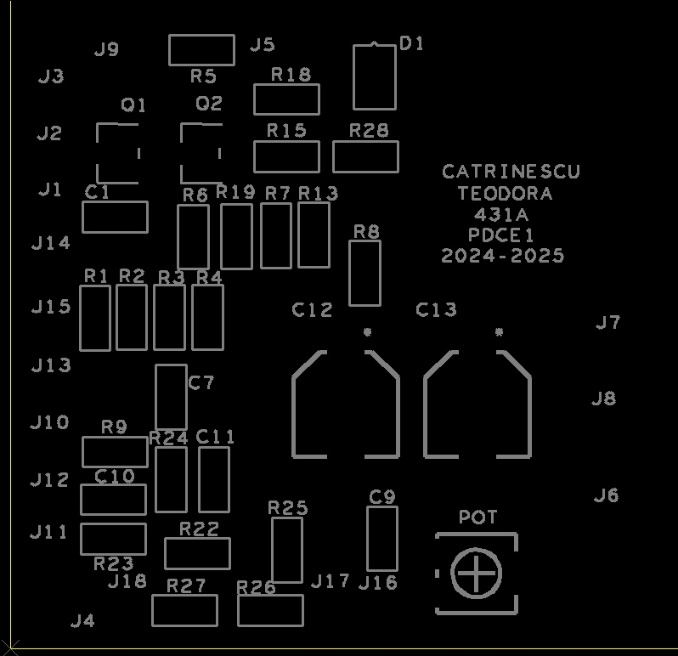 J9
J5
D1
J3
R5
R18
Q1
Q2
J2
R15
R28
CATRINESCU
TEODORA
431A
PDCE1
2024-2025
J1
C1
R6
R19
R7
R13
R8
J14
R1
R2
R3
R4
J15
C12
C13
J7
J13
C7
J8
J10
R9
R24
C11
J12
C10
C9
J6
R25
POT
J11
R22
R23
J18
R27
R26
J17
J16
J4